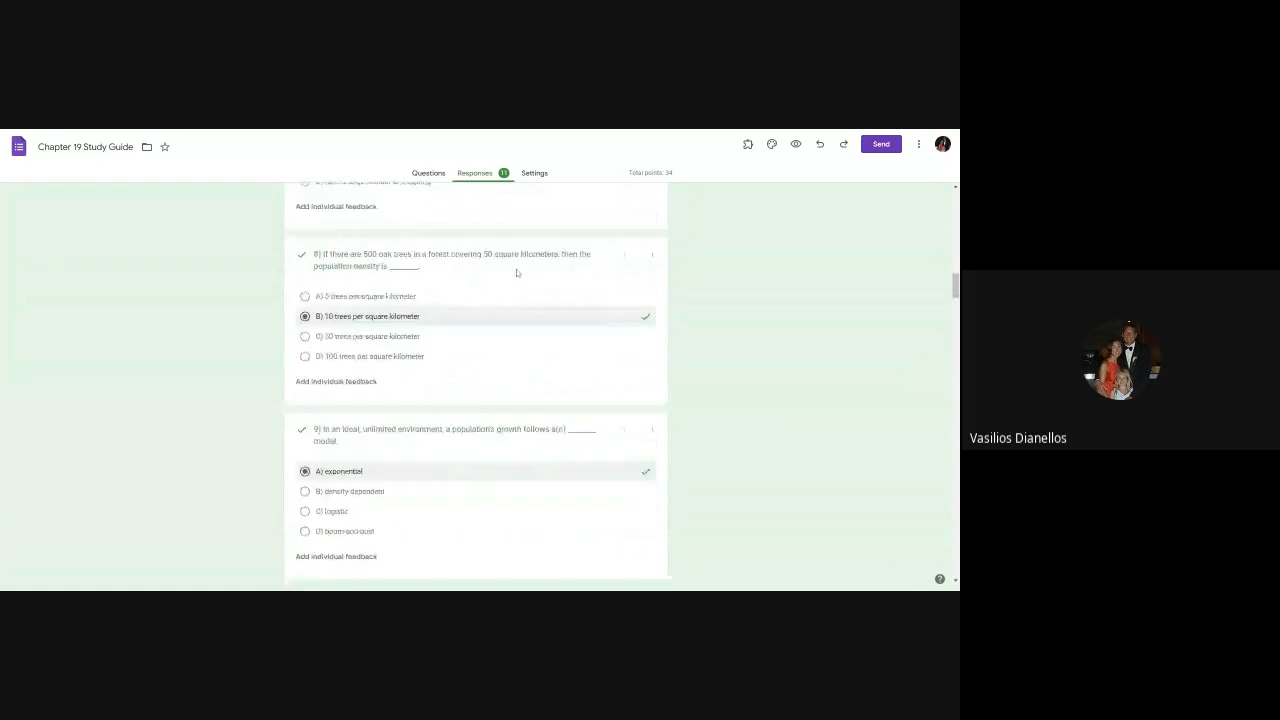 Chapter 19 Study Guide
Send
Questions
Responses 11
Settings
Total points: 34
Add individual feedback
8) If there are 500 oak trees in a forest covering 50 square kilometers, then the
population density is ______.
A) 5 trees per square kilometer
B) 10 trees per square kilometer
C) 50 trees per square kilometer
D) 100 trees per square kilometer
Add individual feedback
9) In an ideal, unlimited environment, a population's growth follows a(n) ______
model.
A) exponential
B) density-dependent
C) logistic
D) boom-and-bust
Add individual feedback
Vasilios Dianellos